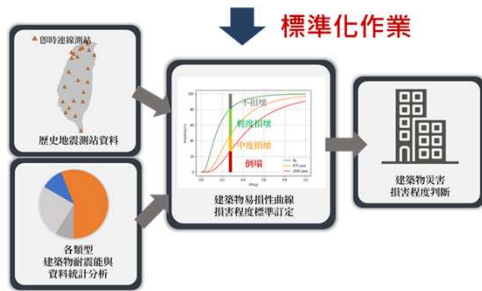 標準化作業
即時連線測站
歷史地震測站資料
不損壞
輕度損壞
中度損壞
倒塌
建築物易損性曲線
損害程度標準訂定
建築物災害
損害程度判斷
各類型
建築物耐震能與
資料統計分析